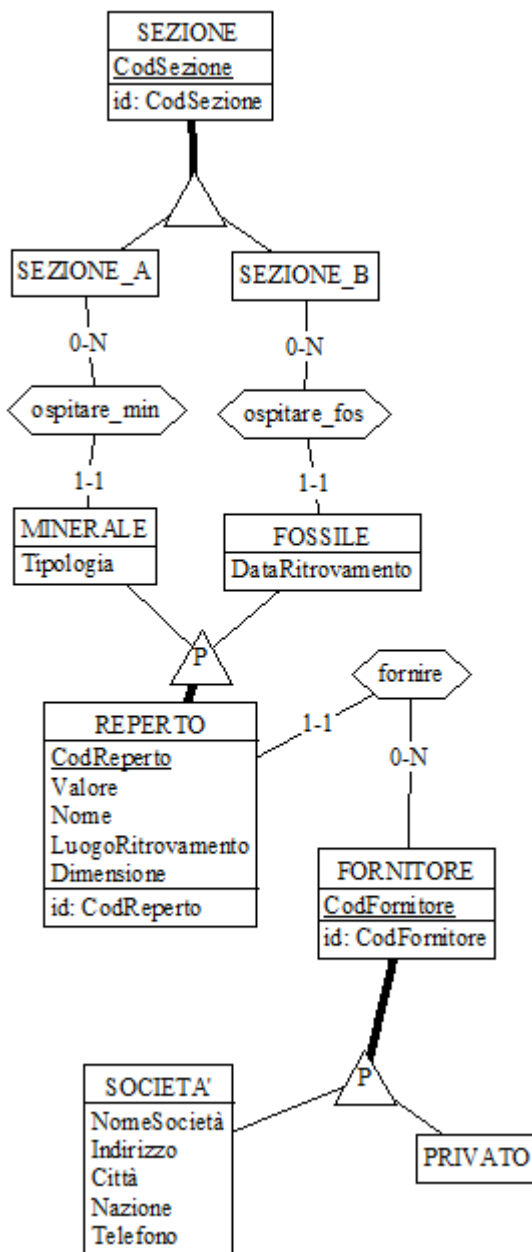 SEZIONE
CodSezione
id: CodSezione
SEZIONE_A
SEZIONE_B
0-N
0-N
ospitare_min
ospitare_fos
1-1
1-1
MINERALE
Tipologia
FOSSILE
DataRitrovamento
P
fornire
1-1
0-N
REPERTO
CodReperto
Valore
Nome
LuogoRitrovamento
Dimensione
id: CodReperto
FORNITORE
CodFornitore
id: CodFornitore
P
SOCIETA'
NomeSocietà
Indirizzo
Città
Nazione
Telefono
PRIVATO